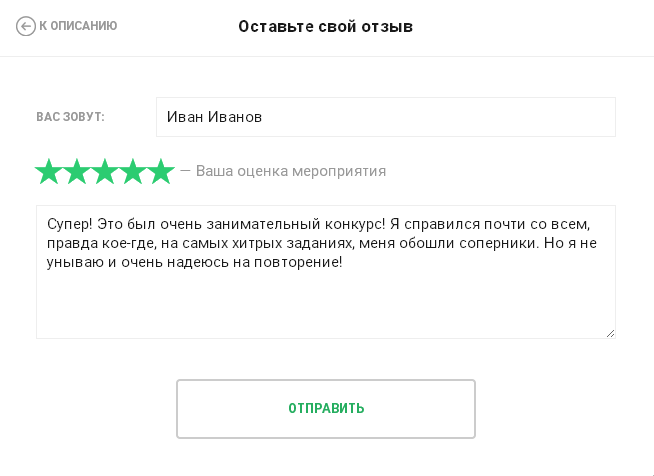 К ОПИСАНИЮ
Оставьте свой отзыв
ВАС ЗОВУТ:
Иван Иванов
— Ваша оценка мероприятия
Супер! Это был очень занимательный конкурс! Я справился почти со всем,
правда кое-где, на самых хитрых заданиях, меня обошли соперники. Но я не
унываю и очень надеюсь на повторение!
ОТПРАВИТЬ